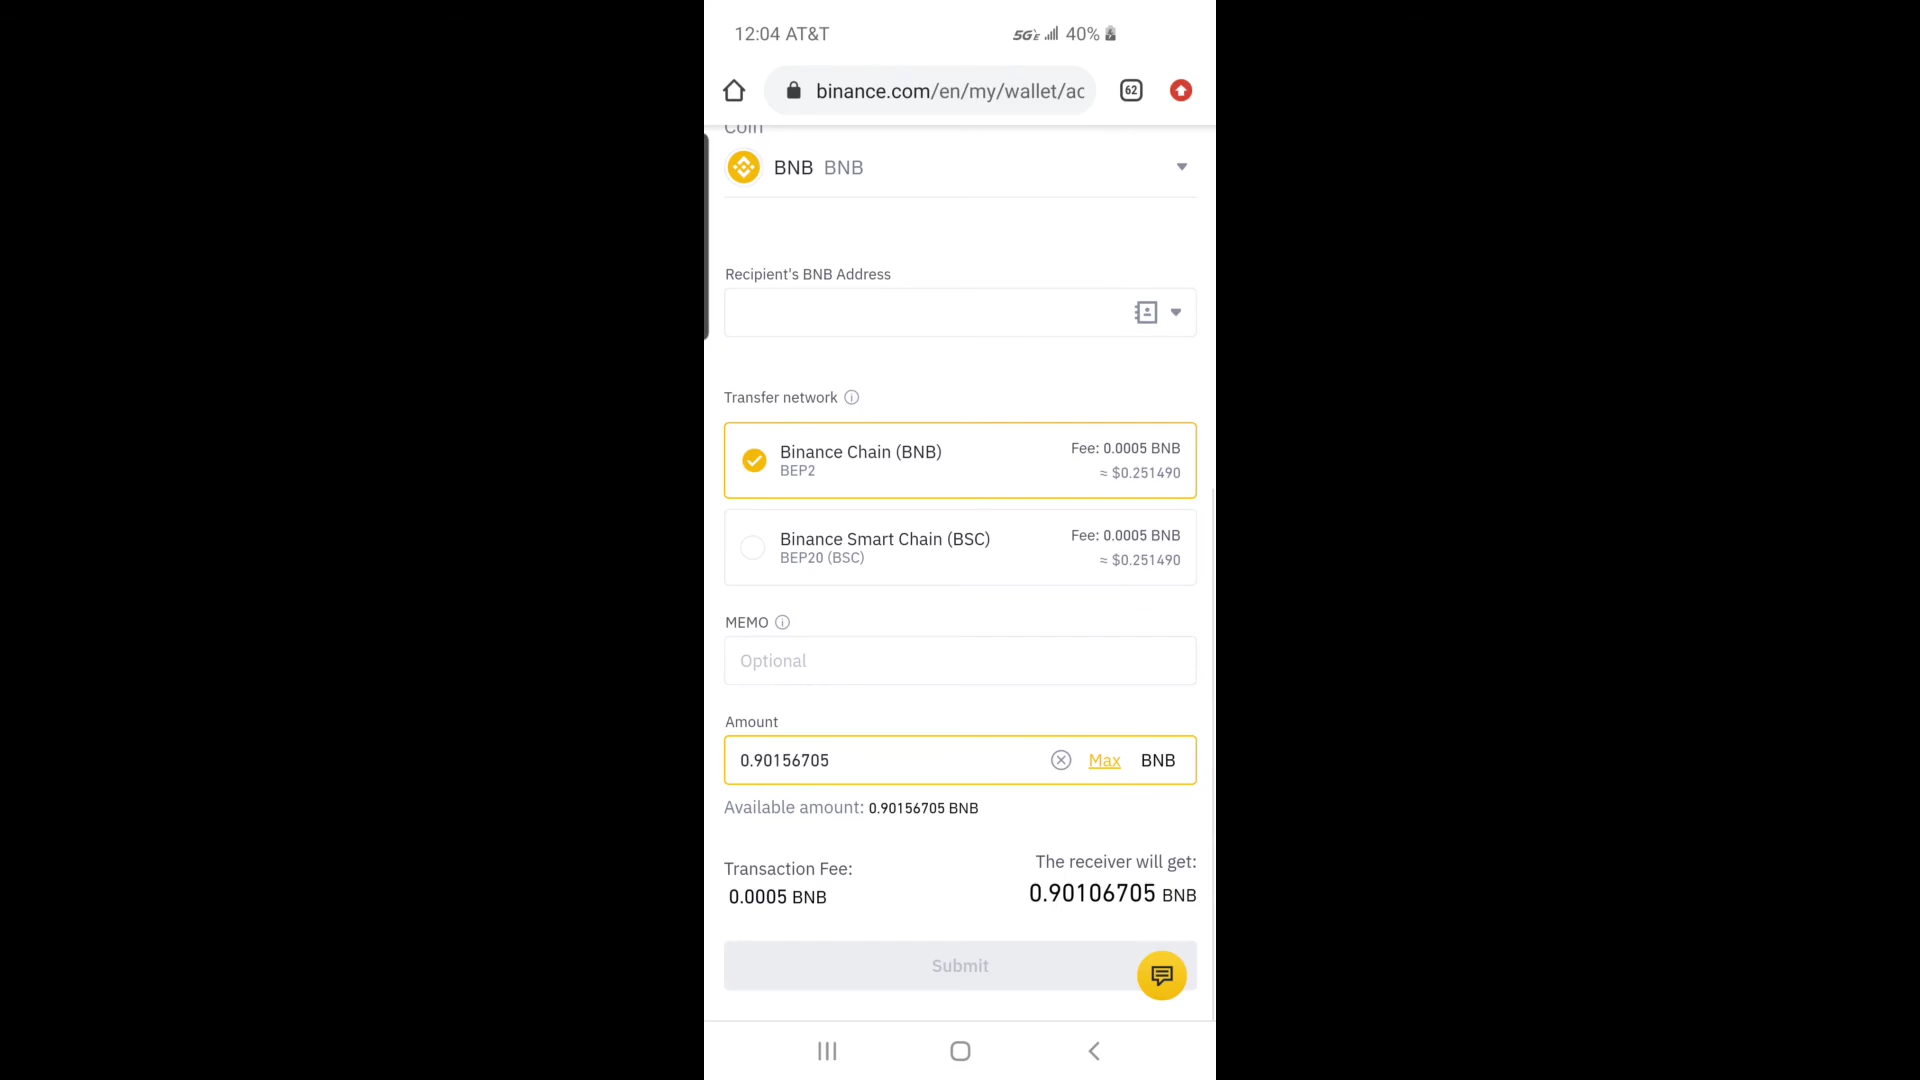 12:04 AT&T 5GE 40%
binance.com/en/my/wallet/ac 62
Coin
BNB BNB
Recipient's BNB Address
Transfer network
Binance Chain (BNB) Fee: 0.0005 BNB
BEP2 ≈ $0.251490
Binance Smart Chain (BSC) Fee: 0.0005 BNB
BEP20 (BSC) ≈ $0.251490
MEMO
Optional
Amount
0.90156705 Max BNB
Available amount: 0.90156705 BNB
Transaction Fee: The receiver will get:
0.0005 BNB 0.90106705 BNB
Submit